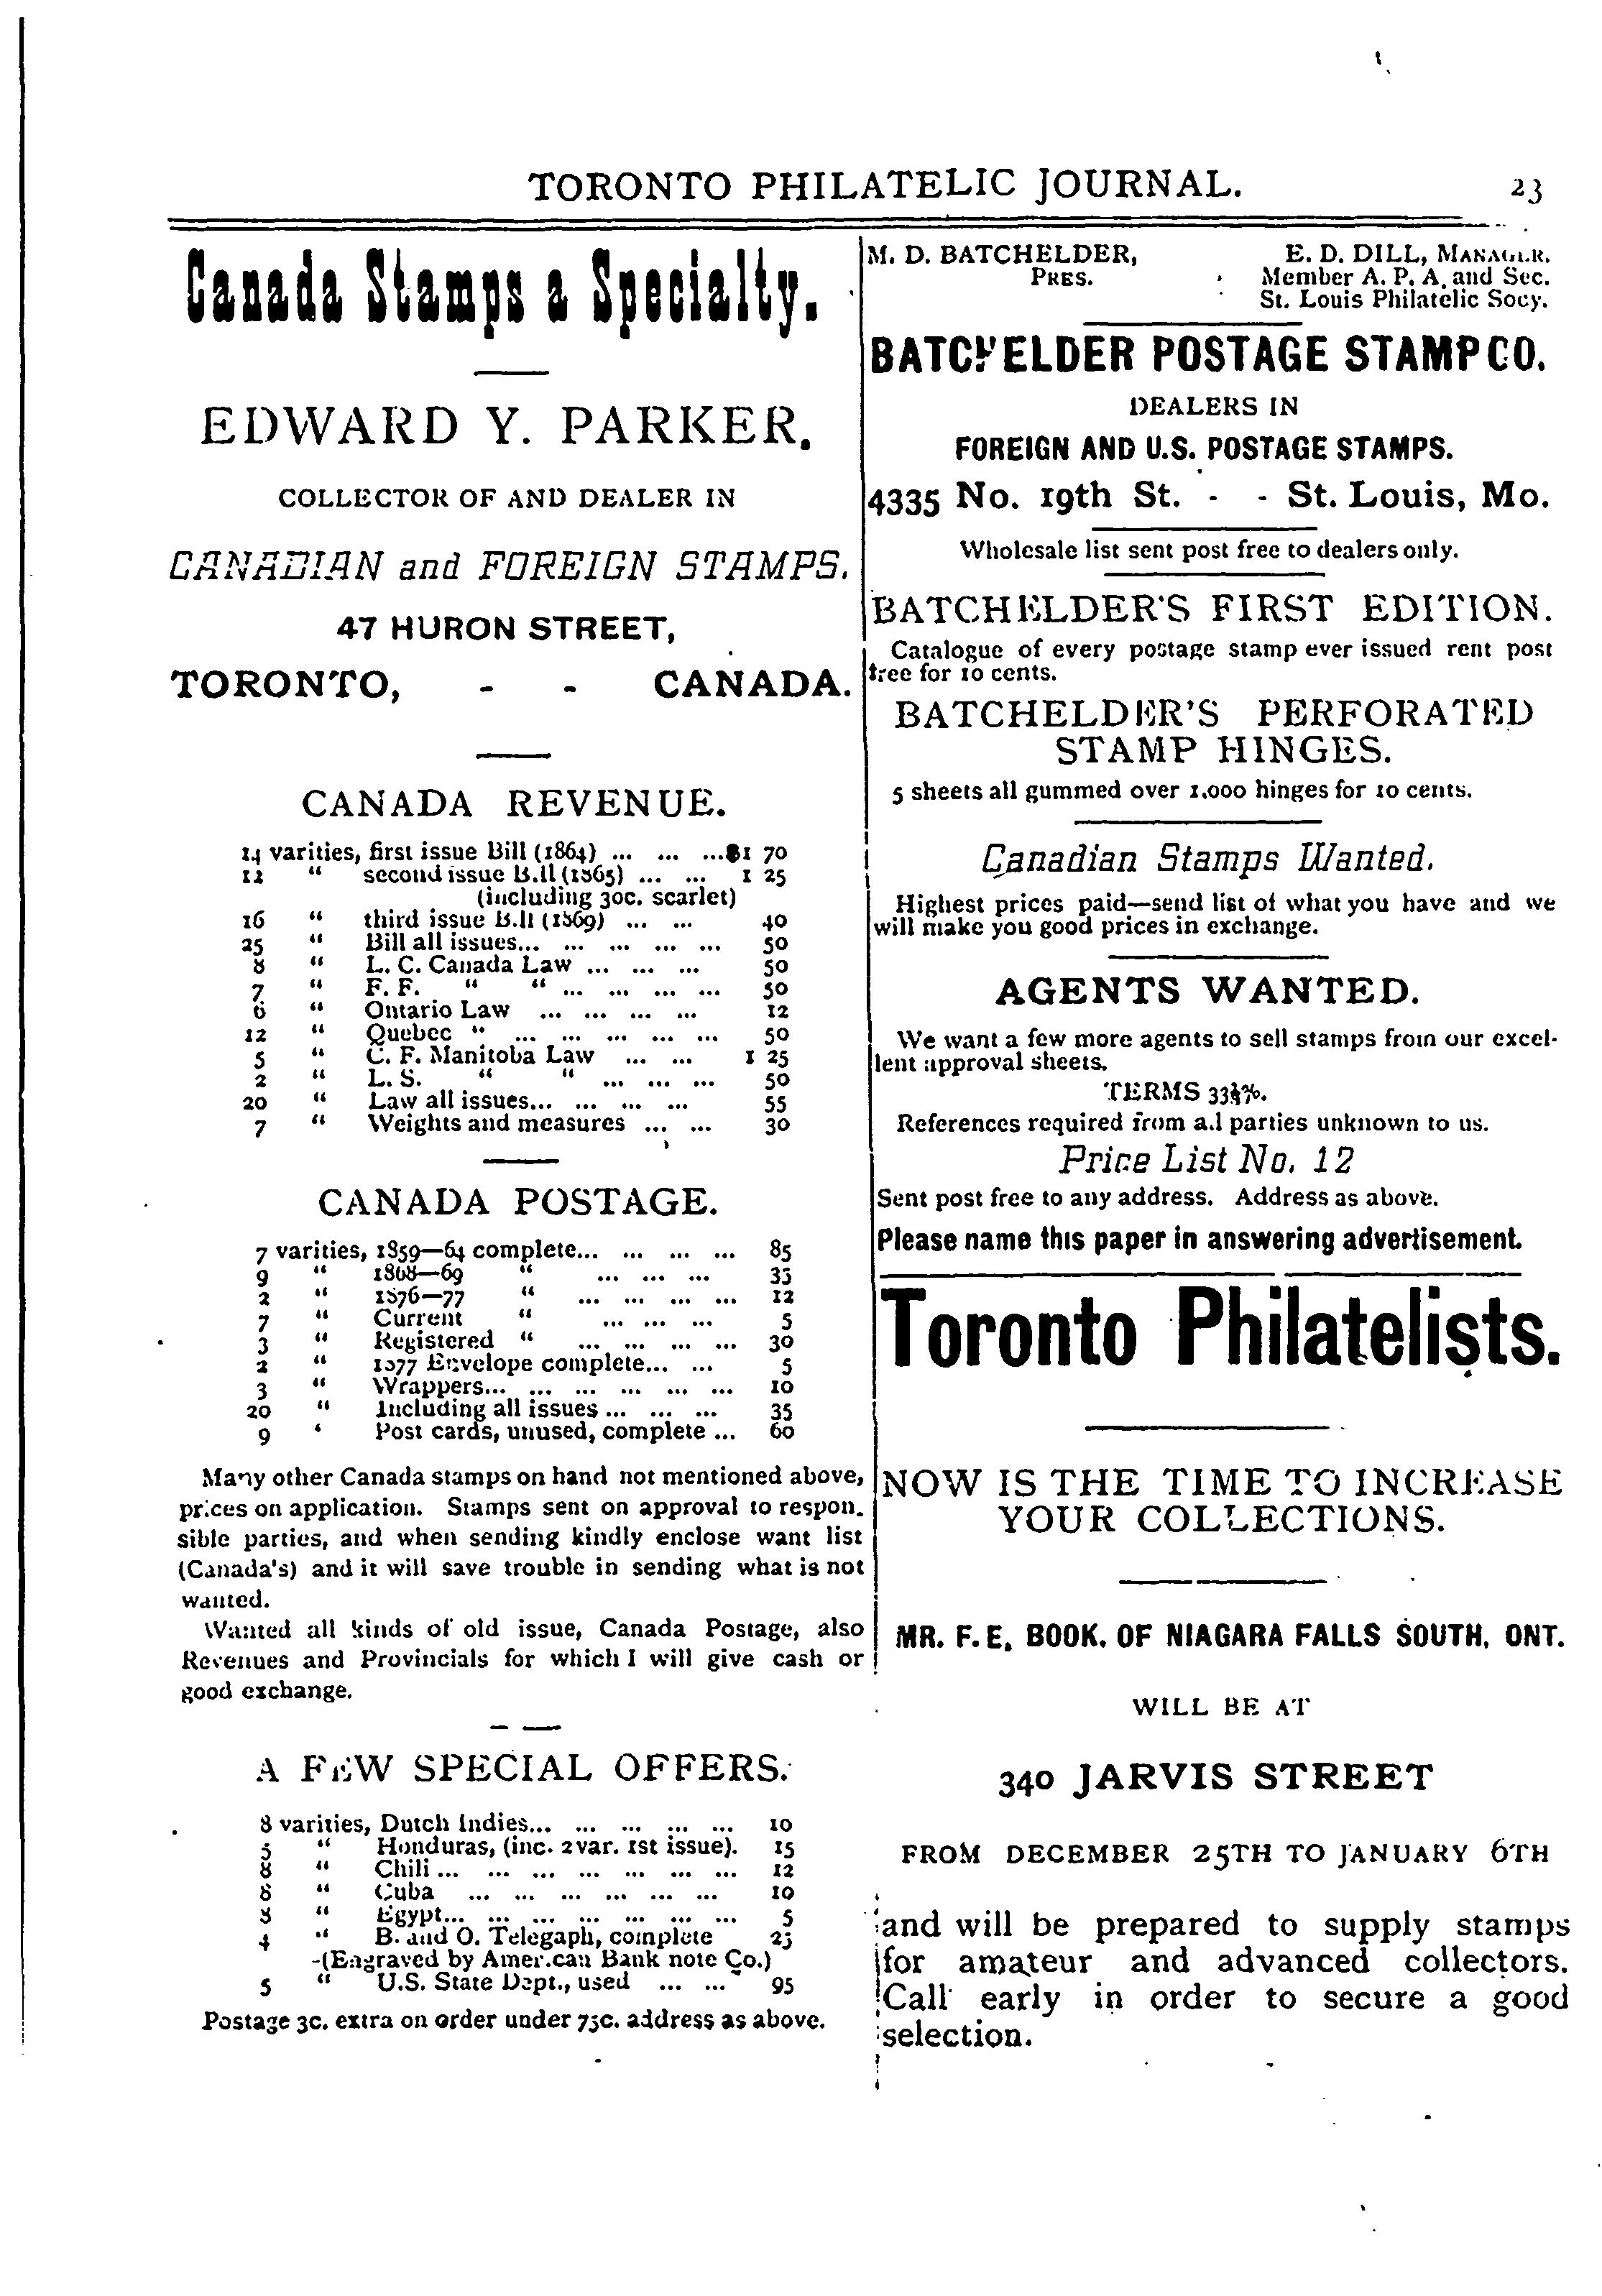 TORONTO PHILATELIC JOURNAL. 23
Canada Stamps a Specialty.
EDWARD Y. PARKER.
COLLECTOR OF AND DEALER IN
CANADIAN and FOREIGN STAMPS.
47 HURON STREET,
TORONTO, - - CANADA.
CANADA REVENUE.
14 varities, first issue Bill (1864) ... ... ...$1 70
12 “ second issue Bill (1865) ... ... 1 25
(including 30c. scarlet)
16 “ third issue Bill (1869) ... ... 40
25 “ Bill all issues... ... ... ... ... 50
8 “ L. C. Canada Law ... ... ... 50
7 “ F. F. “ “ ... ... ... ... 50
6 “ Ontario Law ... ... ... ... 12
12 “ Quebec “ ... ... ... ... ... 50
5 “ C. F. Manitoba Law ... ... 1 25
2 “ L. S. “ “ ... ... ... 50
20 “ Law all issues... ... ... ... 55
7 “ Weights and measures ... ... 30
CANADA POSTAGE.
7 varities, 1859—64 complete... ... ... ... 85
9 “ 1868—69 “ ... ... ... 35
2 “ 1876—77 “ ... ... ... ... 12
7 “ Current “ ... ... ... 5
3 “ Registered “ ... ... ... ... 30
2 “ 1877 Envelope complete... ... 5
3 “ Wrappers... ... ... ... ... ... 10
20 “ Including all issues ... ... ... 35
9 ‘ Post cards, unused, complete ... 60
Many other Canada stamps on hand not mentioned above,
prices on application. Stamps sent on approval to respon.
sible parties, and when sending kindly enclose want list
(Canada's) and it will save trouble in sending what is not
wanted.
Wanted all kinds of old issue, Canada Postage, also
Revenues and Provincials for which I will give cash or
good exchange.
A FEW SPECIAL OFFERS.
8 varities, Dutch Indies... ... ... ... ... 10
5 “ Honduras, (inc. 2 var. 1st issue). 15
8 “ Chili ... ... ... ... ... ... ... 12
8 “ Cuba ... ... ... ... ... ... 10
8 “ Egypt... ... ... ... ... ... ... 5
4 “ B. and O. Telegaph, complete 25
-(Engraved by American Bank note Co.)
5 “ U.S. State Dept., used ... ... 95
Postage 3c. extra on order under 75c. address as above.
M. D. BATCHELDER, E. D. DILL, MANAGER.
PRES. Member A. P. A. and Sec.
St. Louis Philatelic Socy.
BATCHELDER POSTAGE STAMP CO.
DEALERS IN
FOREIGN AND U.S. POSTAGE STAMPS.
4335 No. 19th St. - - St. Louis, Mo.
Wholesale list sent post free to dealers only.
BATCHELDER'S FIRST EDITION.
Catalogue of every postage stamp ever issued rent post
free for 10 cents.
BATCHELDER'S PERFORATED
STAMP HINGES.
5 sheets all gummed over 1,000 hinges for 10 cents.
Canadian Stamps Wanted.
Highest prices paid—send list of what you have and we
will make you good prices in exchange.
AGENTS WANTED.
We want a few more agents to sell stamps from our excel-
lent approval sheets.
TERMS 33⅓%.
References required from all parties unknown to us.
Price List No. 12
Sent post free to any address. Address as above.
Please name this paper in answering advertisement.
Toronto Philatelists.
NOW IS THE TIME TO INCREASE
YOUR COLLECTIONS.
MR. F. E. BOOK. OF NIAGARA FALLS SOUTH, ONT.
WILL BE AT
340 JARVIS STREET
FROM DECEMBER 25TH TO JANUARY 6TH
and will be prepared to supply stamps
for amateur and advanced collectors.
Call early in order to secure a good
selection.